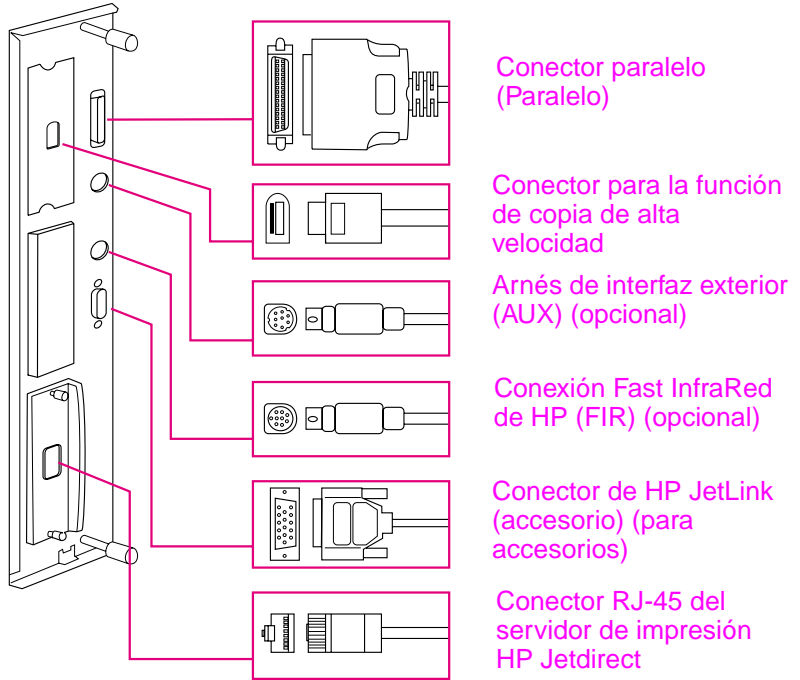 Conector paralelo
(Paralelo)
Conector para la función
de copia de alta
velocidad
Arnés de interfaz exterior
(AUX) (opcional)
Conexión Fast InfraRed
de HP (FIR) (opcional)
Conector de HP JetLink
(accesorio) (para
accesorios)
Conector RJ-45 del
servidor de impresión
HP Jetdirect